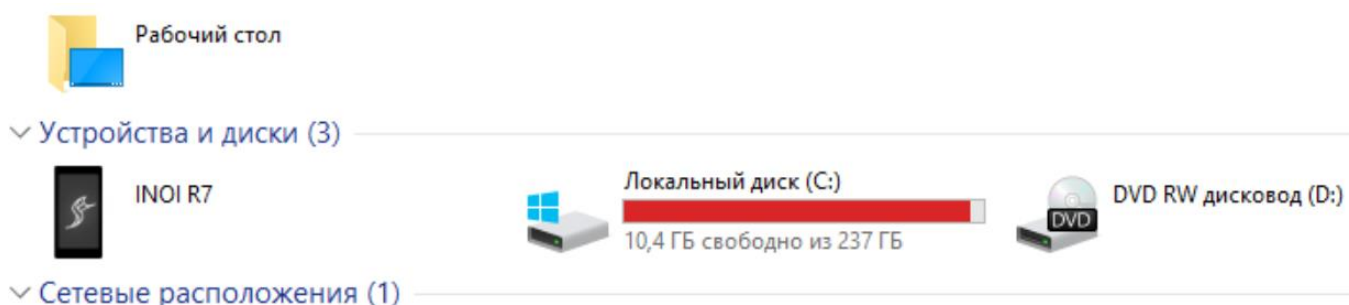 Рабочий стол
Устройства и диски (3)
INOI R7
Локальный диск (C:)
10,4 ГБ свободно из 237 ГБ
DVD RW дисковод (D:)
DVD
Сетевые расположения (1)